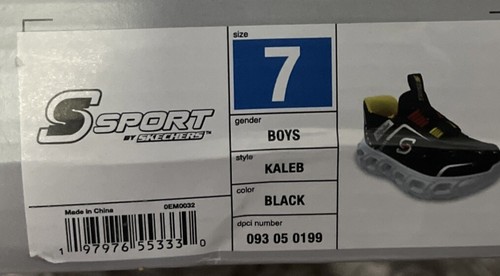 S SPORT
BY SKECHERS™
Made in China
0EM0032
1 97976 55333 0
size
7
gender
BOYS
style
KALEB
color
BLACK
dpci number
093 05 0199
S